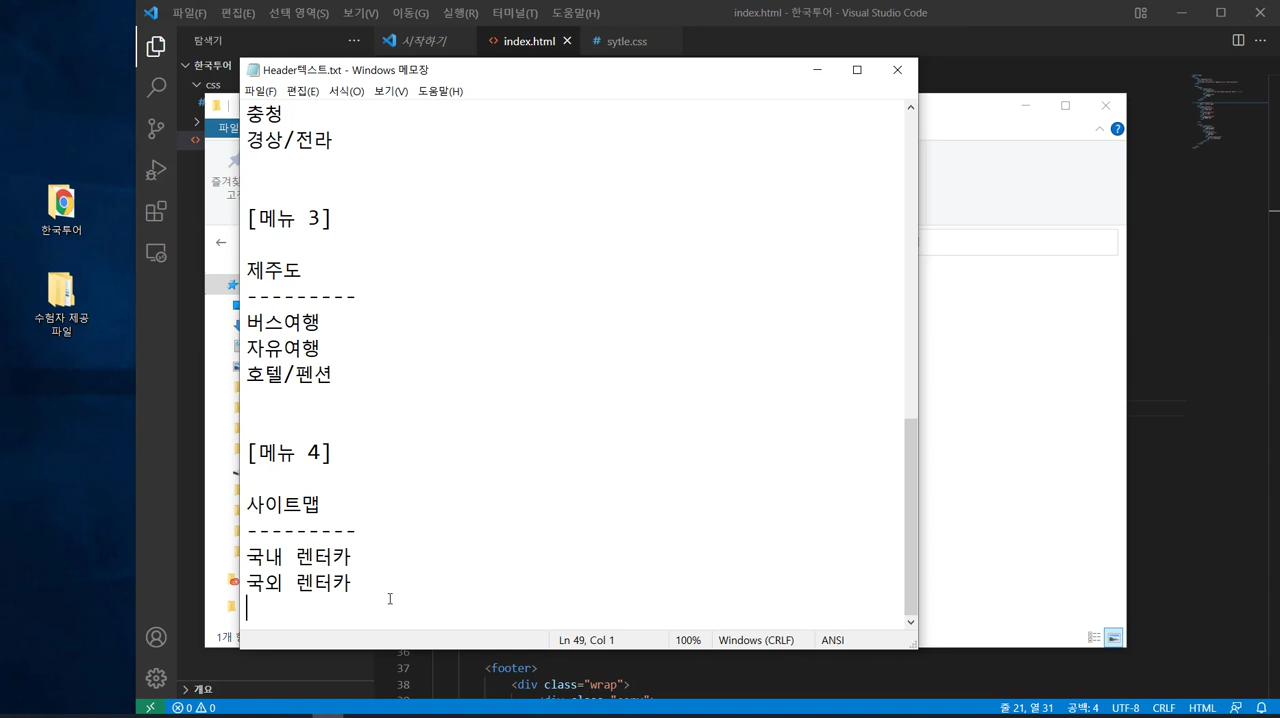 파일(F) 편집(E) 선택 영역(S) 보기(V) 이동(G) 실행(R) 터미널(T) 도움말(H)
index.html - 한국투어 - Visual Studio Code
탐색기
시작하기
index.html
sytle.css
한국투어
css
Header텍스트.txt - Windows 메모장
파일(F) 편집(E) 서식(O) 보기(V) 도움말(H)
충청
경상/전라
[메뉴 3]
제주도
---------
버스여행
자유여행
호텔/펜션
[메뉴 4]
사이트맵
---------
국내 렌터카
국외 렌터카
Ln 49, Col 1
100%
Windows (CRLF)
ANSI
한국투어
수험자 제공
파일
1개
36
37 <footer>
38 <div class="wrap">
개요
0 0
줄 21, 열 31
공백: 4
UTF-8
CRLF
HTML